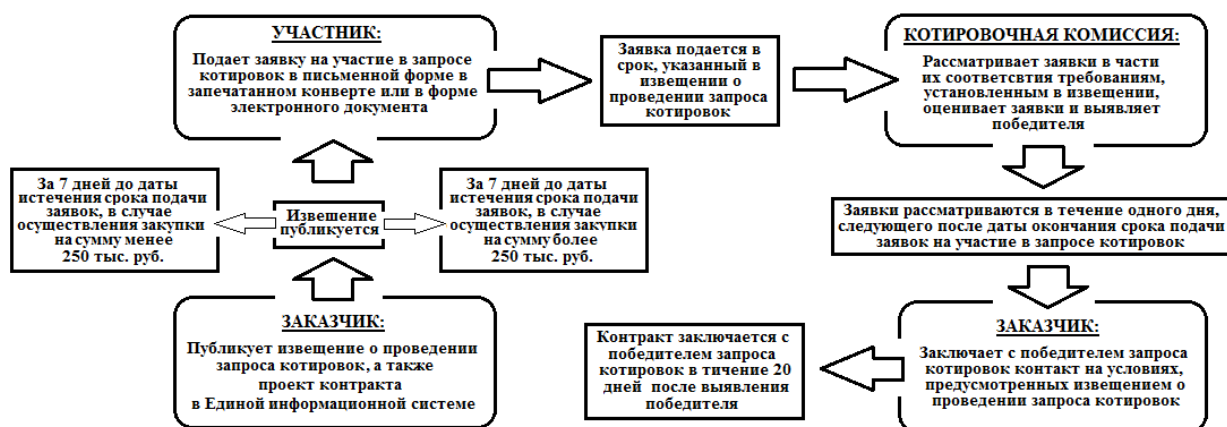 УЧАСТНИК:
Подает заявку на участие в запросе
котировок в письменной форме в
запечатанном конверте или в форме
электронного документа
Заявка подается в
срок, указанный в
извещении о
проведении запроса
котировок
КОТИРОВОЧНАЯ КОМИССИЯ:
Рассматривает заявки в части
их соответсвтия требованиям,
установленным в извещении,
оценивает заявки и выявляет
победителя
За 7 дней до даты
истечения срока подачи
заявок, в случае
осуществления закупки
на сумму менее
250 тыс. руб.
Извешение
публикуется
За 7 дней до даты
истечения срока подачи
заявок, в случае
осуществления закупки
на сумму более
250 тыс. руб.
Заявки рассматриваются в течение одного дня,
следующего после даты окончания срока подачи
заявок на участие в запросе котировок
ЗАКАЗЧИК:
Публикует извещение о проведении
запроса котировок, а также
проект контракта
в Единой информационной системе
Контракт заключается с
победителем запроса
котировок в тичение 20
дней после выявления
победителя
ЗАКАЗЧИК:
Заключает с победителем запроса
котировок контакт на условиях,
предусмотренных извещением о
проведении запроса котировок